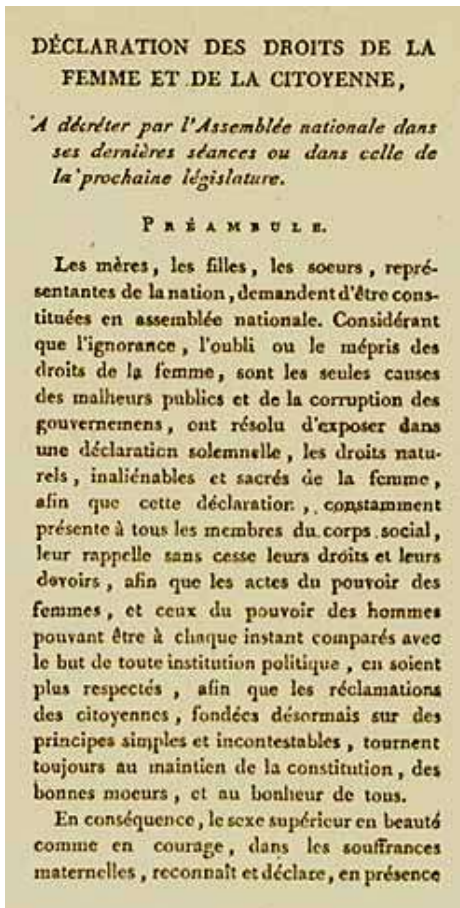 DÉCLARATION DES DROITS DE LA
FEMME ET DE LA CITOYENNE,
A décréter par l'Assemblée nationale dans
ses dernières séances ou dans celle de
la prochaine législature.
PRÉAMBULE.
Les mères, les filles, les soeurs, repré-
sentantes de la nation, demandent d'être cons-
tituées en assemblée nationale. Considérant
que l'ignorance, l'oubli ou le mépris des
droits de la femme, sont les seules causes
des malheurs publics et de la corruption des
gouvernemens, ont résolu d'exposer dans
une déclaration solemnelle, les droits natu-
rels, inaliénables et sacrés de la femme,
afin que cette déclaration, constamment
présente à tous les membres du corps social,
leur rappelle sans cesse leurs droits et leurs
devoirs, afin que les actes du pouvoir des
femmes, et ceux du pouvoir des hommes
pouvant être à chaque instant comparés avec
le but de toute institution politique, en soient
plus respectés, afin que les réclamations
des citoyennes, fondées désormais sur des
principes simples et incontestables, tournent
toujours au maintien de la constitution, des
bonnes moeurs, et au bonheur de tous.
En conséquence, le sexe supérieur en beauté
comme en courage, dans les souffrances
maternelles, reconnaît et déclare, en présence